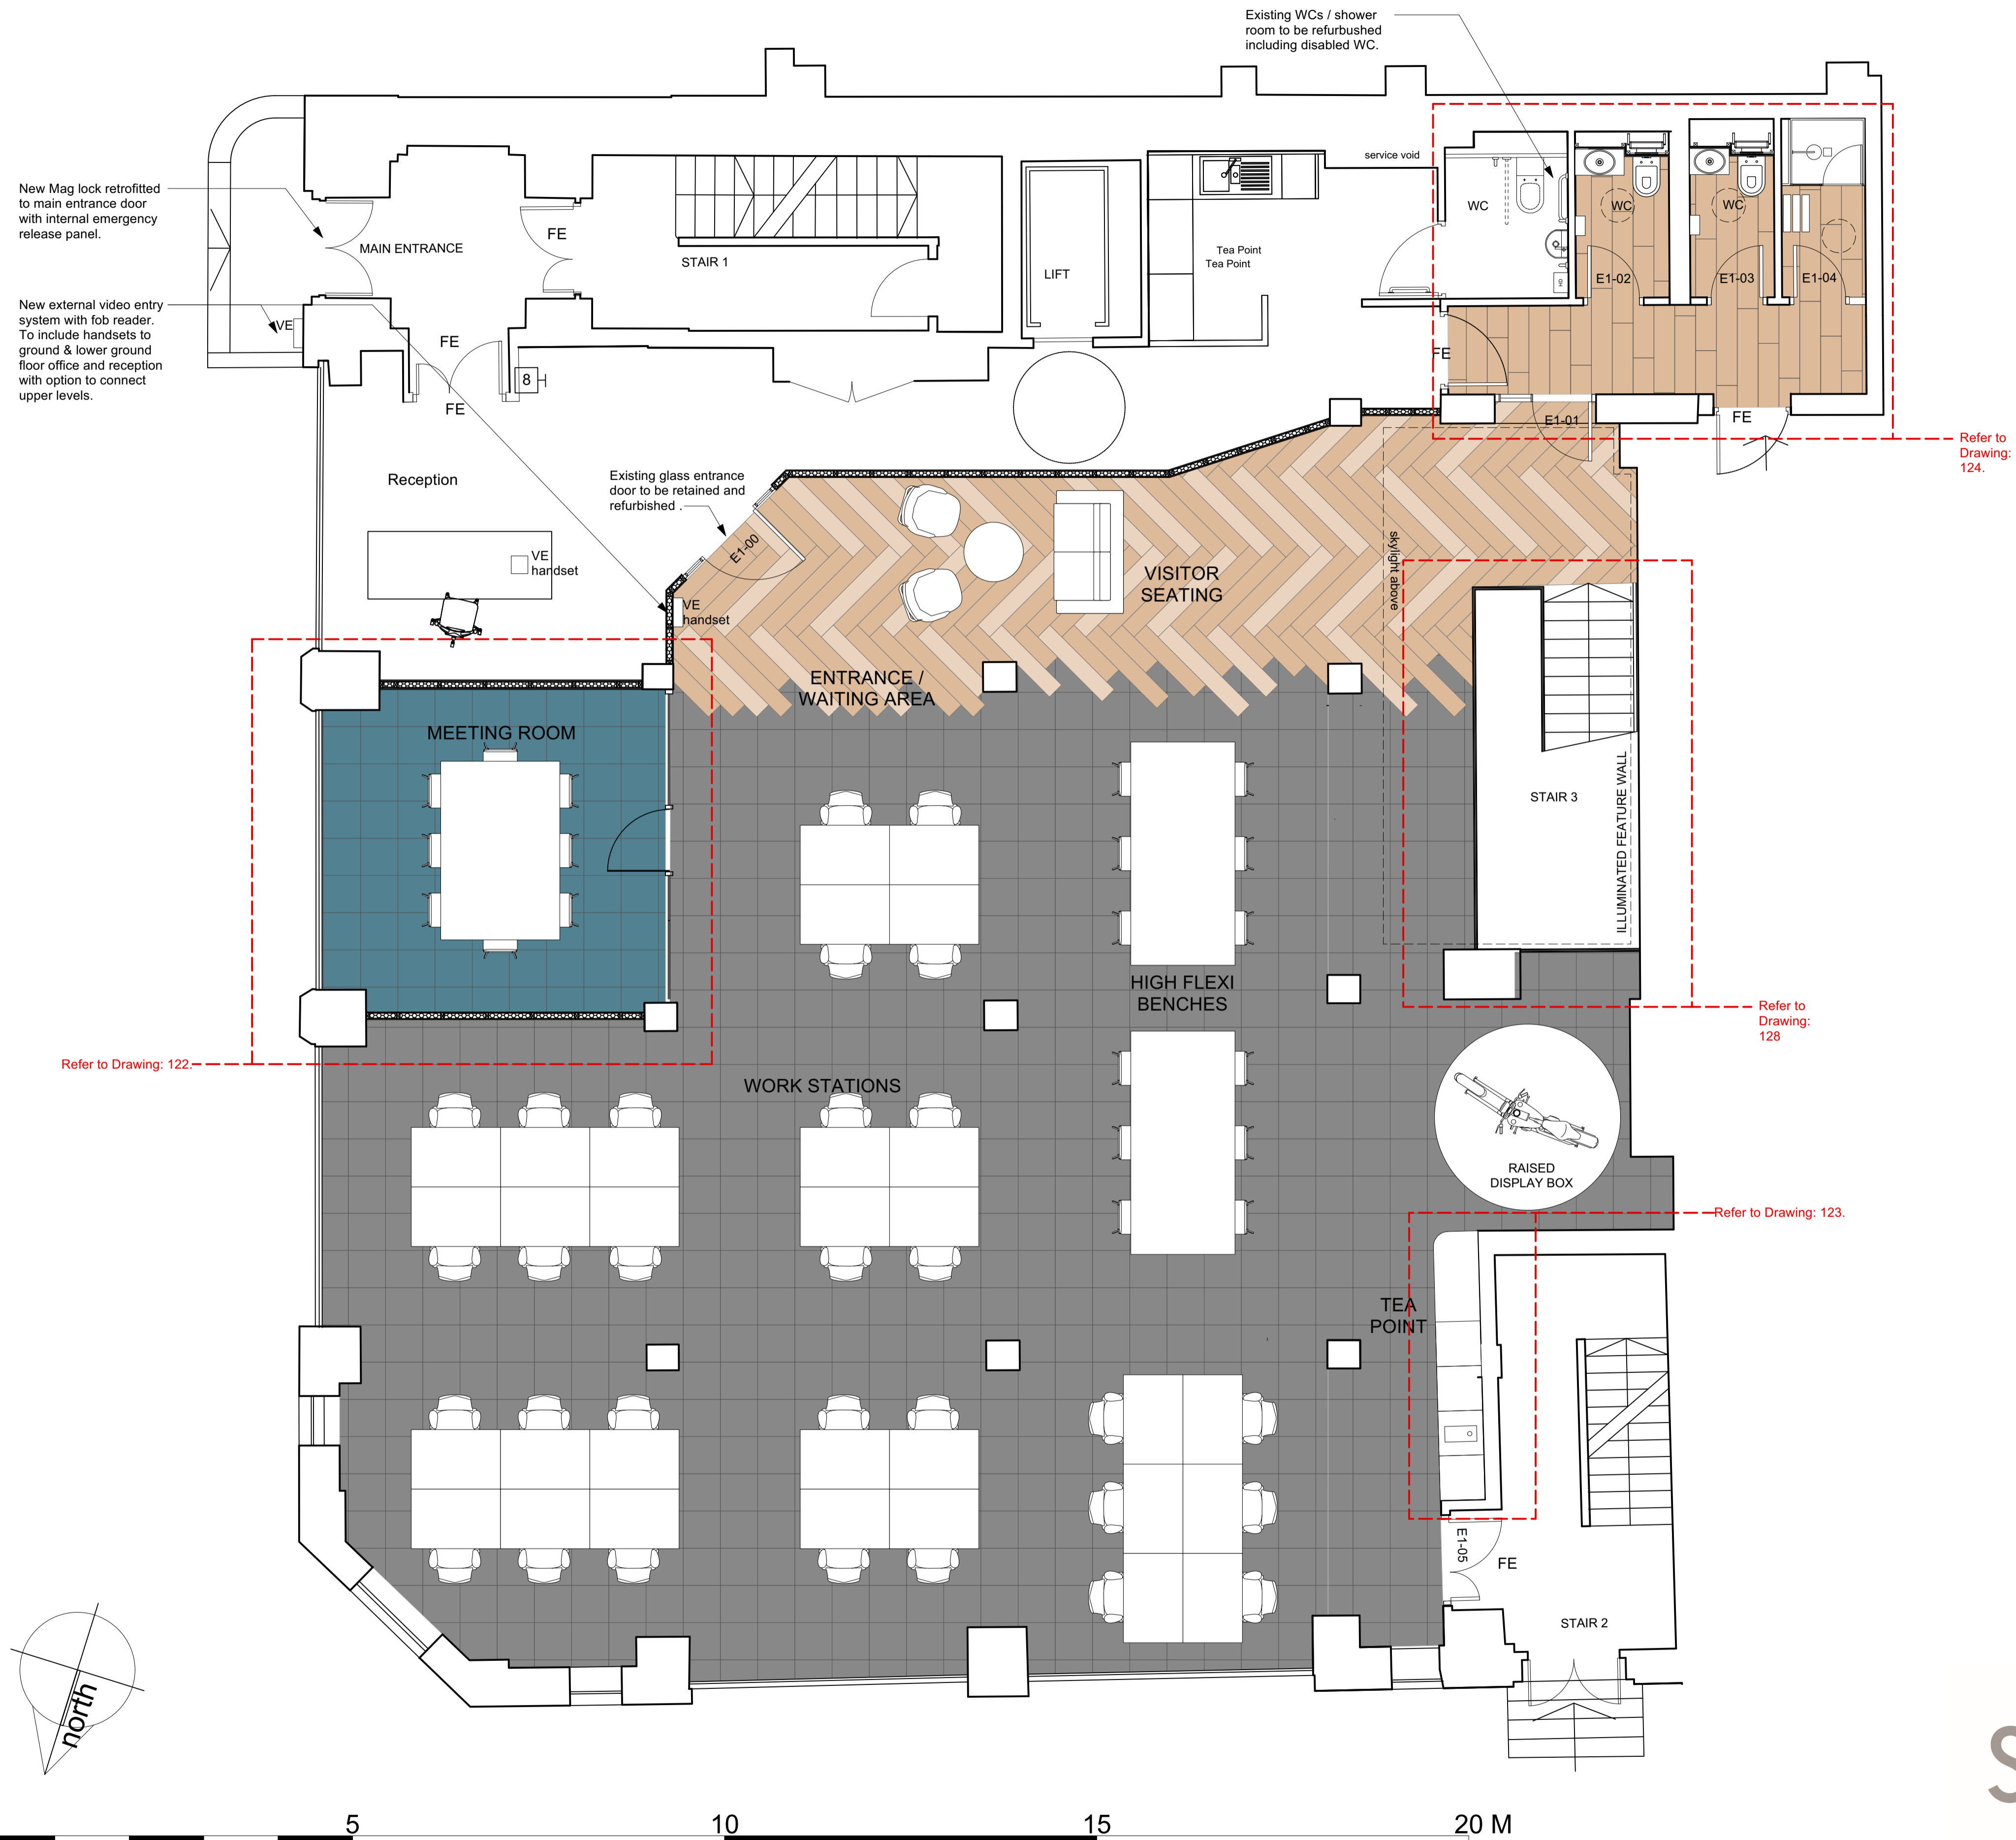 Existing WCs / shower
room to be refurbushed
including disabled WC.
New Mag lock retrofitted
to main entrance door
with internal emergency
release panel.
MAIN ENTRANCE
FE
STAIR 1
LIFT
Tea Point
Tea Point
service void
WC
WC
WC
DH
E1-02
E1-03
E1-04
New external video entry
system with fob reader.
To include handsets to
ground & lower ground
floor office and reception
with option to connect
upper levels.
VE
FE
FE
8
FE
E1-01
FE
Refer to
Drawing:
124.
Reception
VE
handset
Existing glass entrance
door to be retained and
refurbished .
E1-00
VE
handset
VISITOR
SEATING
skylight above
ENTRANCE /
WAITING AREA
MEETING ROOM
STAIR 3
ILLUMINATED FEATURE WALL
HIGH FLEXI
BENCHES
Refer to
Drawing:
128
Refer to Drawing: 122.
WORK STATIONS
RAISED
DISPLAY BOX
Refer to Drawing: 123.
TEA
POINT
E1-05
FE
STAIR 2
north
S
5
10
15
20 M